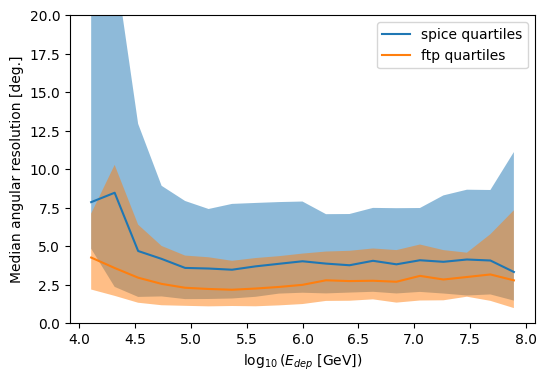 20.0
17.5
15.0
12.5
10.0
7.5
5.0
2.5
0.0
Median angular resolution [deg.]
spice quartiles
ftp quartiles
4.0 4.5 5.0 5.5 6.0 6.5 7.0 7.5 8.0
log₁₀(E_dep [GeV])